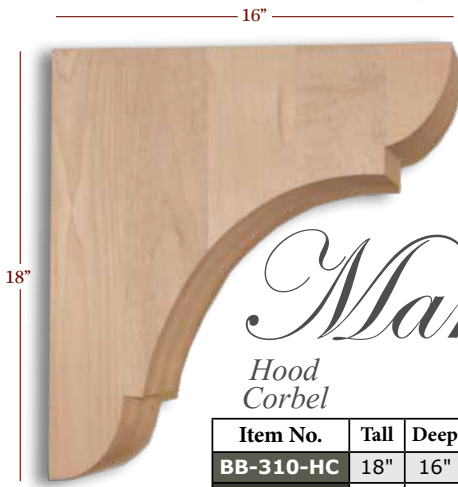 16”
18”
Hood
Corbel
Item No. Tall Deep
BB-310-HC 18" 16"